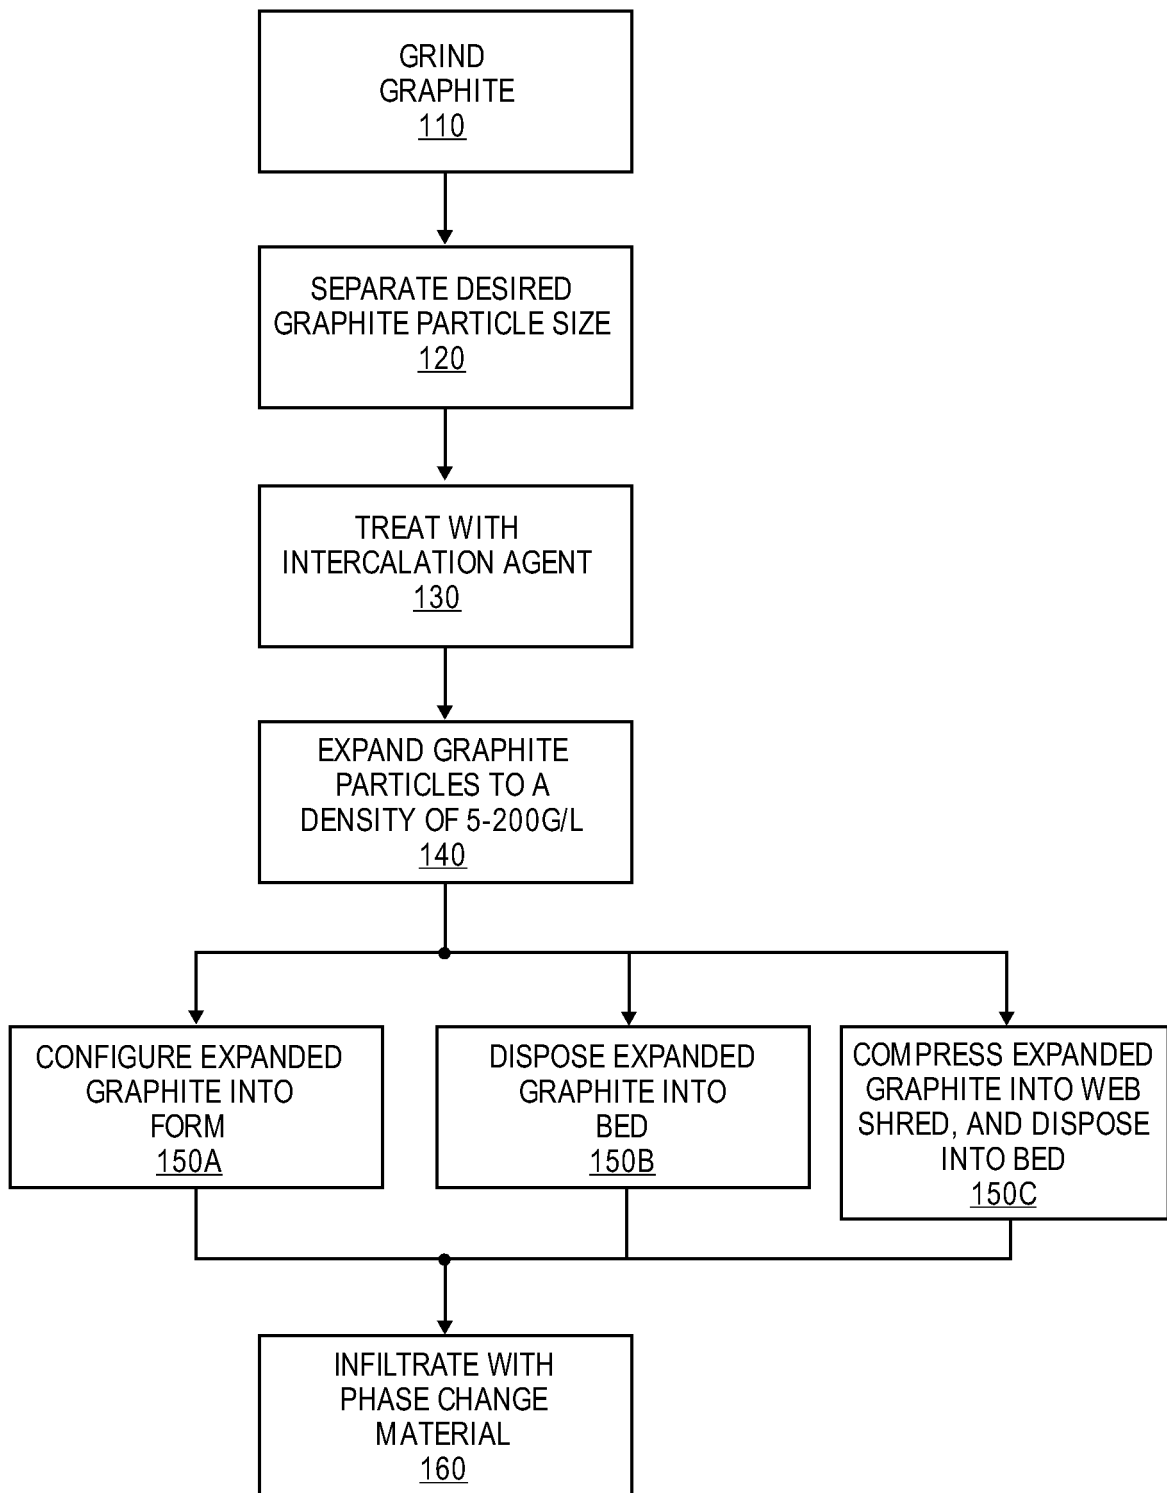 GRIND
GRAPHITE
110
SEPARATE DESIRED
GRAPHITE PARTICLE SIZE
120
TREAT WITH
INTERCALATION AGENT
130
EXPAND GRAPHITE
PARTICLES TO A
DENSITY OF 5-200G/L
140
CONFIGURE EXPANDED
GRAPHITE INTO
FORM
150A
DISPOSE EXPANDED
GRAPHITE INTO
BED
150B
COMPRESS EXPANDED
GRAPHITE INTO WEB
SHRED, AND DISPOSE
INTO BED
150C
INFILTRATE WITH
PHASE CHANGE
MATERIAL
160